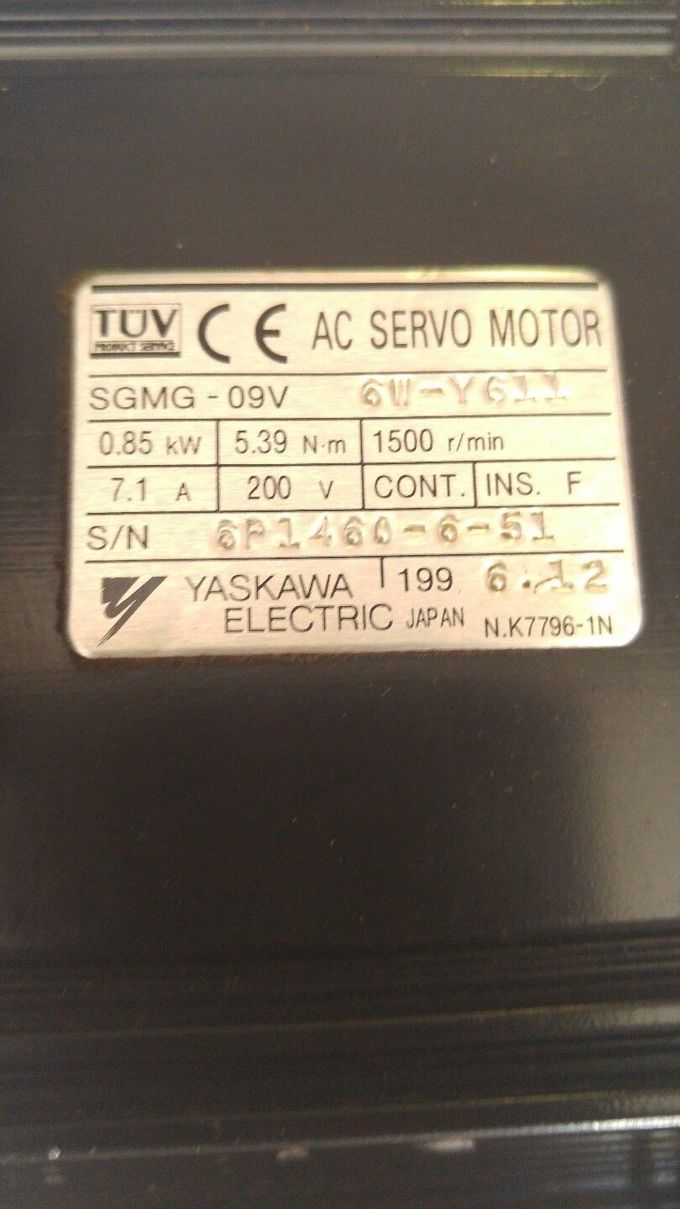 TÜV CE AC SERVO MOTOR
PRODUCT SERVICE
SGMG-09V 6W-Y611
0.85 kW 5.39 N·m 1500 r/min
7.1 A 200 V CONT. INS. F
S/N 6P1460-6-51
YASKAWA 199 6.12
ELECTRIC JAPAN N.K7796-1N